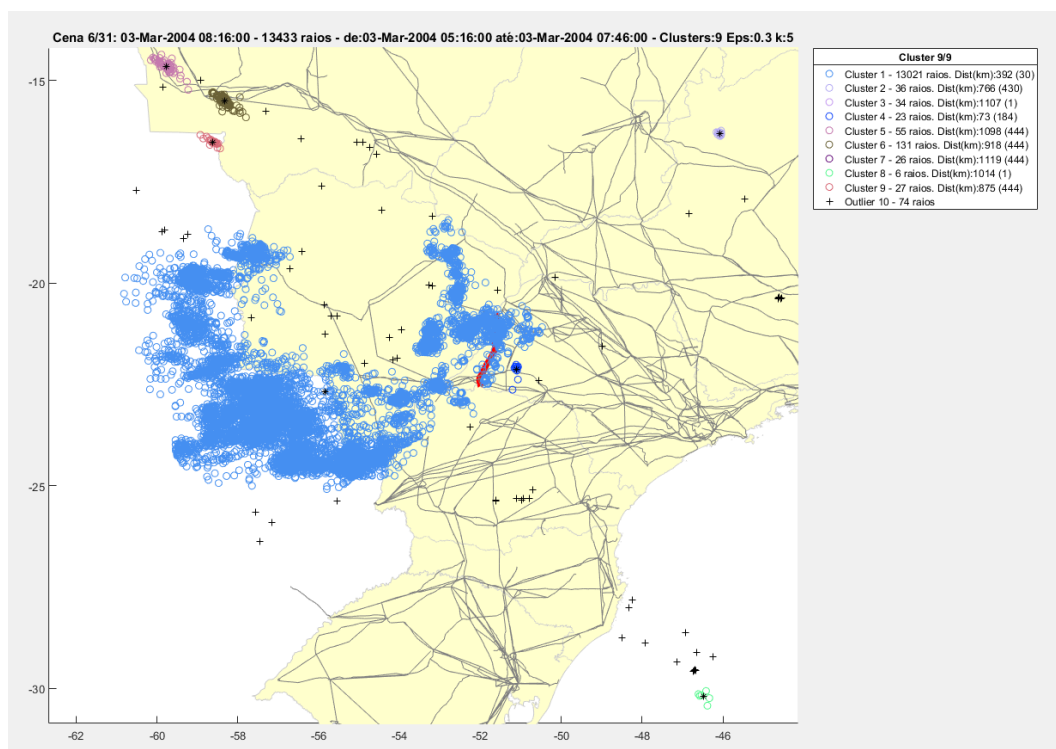 Cena 6/31: 03-Mar-2004 08:16:00 - 13433 raios - de:03-Mar-2004 05:16:00 até:03-Mar-2004 07:46:00 - Clusters:9 Eps:0.3 k:5
Cluster 9/9
Cluster 1 - 13021 raios. Dist(km):392 (30)
Cluster 2 - 36 raios. Dist(km):766 (430)
Cluster 3 - 34 raios. Dist(km):1107 (1)
Cluster 4 - 23 raios. Dist(km):73 (184)
Cluster 5 - 55 raios. Dist(km):1098 (444)
Cluster 6 - 131 raios. Dist(km):918 (444)
Cluster 7 - 26 raios. Dist(km):1119 (444)
Cluster 8 - 6 raios. Dist(km):1014 (1)
Cluster 9 - 27 raios. Dist(km):875 (444)
Outlier 10 - 74 raios
-15
-20
-25
-30
-62 -60 -58 -56 -54 -52 -50 -48 -46